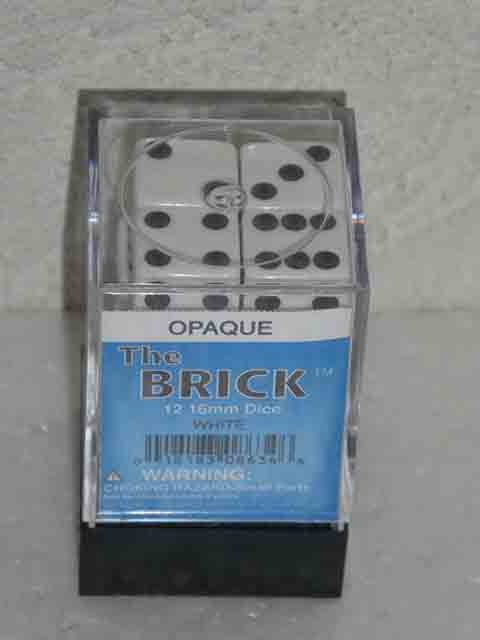 OPAQUE
The
BRICK™
12 16mm Dice
WHITE
WARNING:
CHOKING HAZARD-Small Parts